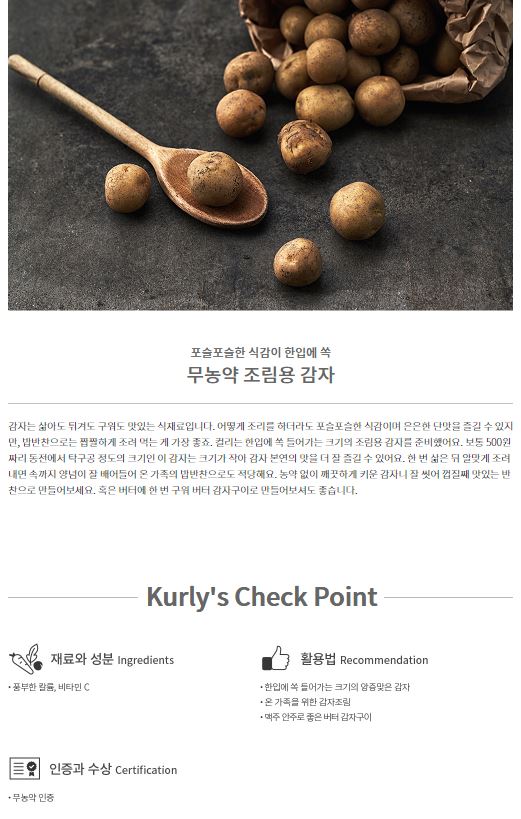 포슬포슬한 식감이 한입에 쏙
무농약 조림용 감자
감자는 삶아도 튀겨도 구워도 맛있는 식재료입니다. 어떻게 조리를 하더라도 포슬포슬한 식감이며 은은한 단맛을 즐길 수 있지
만, 밥반찬으로는 짭짤하게 조려 먹는 게 가장 좋죠. 컬리는 한입에 쏙 들어가는 크기의 조림용 감자를 준비했어요. 보통 500원
짜리 동전에서 탁구공 정도의 크기인 이 감자는 크기가 작아 감자 본연의 맛을 더 잘 즐길 수 있어요. 한 번 삶은 뒤 알맞게 조려
내면 속까지 양념이 잘 배어들어 온 가족의 밥반찬으로도 적당해요. 농약 없이 깨끗하게 키운 감자니 잘 씻어 껍질째 맛있는 반
찬으로 만들어보세요. 혹은 버터에 한 번 구워 버터 감자구이로 만들어보셔도 좋습니다.
Kurly's Check Point
재료와 성분 Ingredients
• 풍부한 칼륨, 비타민 C
활용법 Recommendation
• 한입에 쏙 들어가는 크기의 앙증맞은 감자
• 온 가족을 위한 감자조림
• 맥주 안주로 좋은 버터 감자구이
인증과 수상 Certification
• 무농약 인증